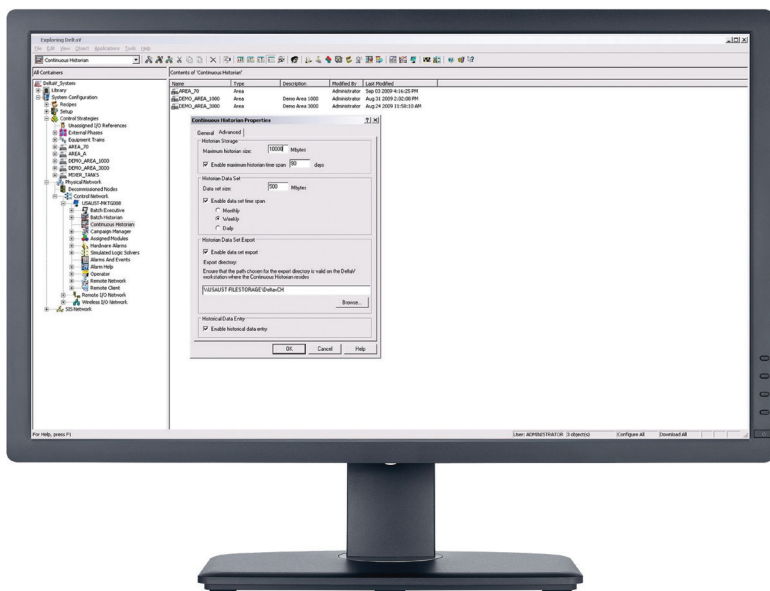 Exploring DeltaV
File Edit View Object Applications Tools Help
Continuous Historian
All Containers
Contents of 'Continuous Historian'
DeltaV_System
Library
System Configuration
Recipes
Setup
Control Strategies
Unassigned I/O References
External Phases
Equipment Trains
AREA_70
AREA_A
DEMO_AREA_1000
DEMO_AREA_3000
MIXER_TANKS
Physical Network
Decommissioned Nodes
Control Network
USAUST-MKTG088
Batch Executive
Batch Historian
Continuous Historian
Campaign Manager
Assigned Modules
Hardware Alarms
Simulated Logic Solvers
Alarms And Events
Alarm Help
Operator
Remote Network
Remote Client
Remote I/O Network
Wireless I/O Network
SIS Network
Name Type Description Modified By Last Modified
AREA_70 Area Administrator Sep 03 2009 4:16:25 PM
DEMO_AREA_1000 Area Demo Area 1000 Administrator Aug 31 2009 2:02:08 PM
DEMO_AREA_3000 Area Demo Area 3000 Administrator Aug 24 2009 11:50:10 AM
Continuous Historian Properties
General Advanced
Historian Storage
Maximum historian size: 10000 Mbytes
Enable maximum historian time span 90 days
Historian Data Set
Data set size: 500 Mbytes
Enable data set time span
Monthly
Weekly
Daily
Historian Data Set Export
Enable data set export
Export directory:
Ensure that the path chosen for the export directory is valid on the DeltaV
workstation where the Continuous Historian resides
\\USAUST-FILESTORAGE\DeltavCH
Browse...
Historical Data Entry
Enable historical data entry
OK Cancel Help
For Help, press F1
User: ADMINISTRATOR 3 object(s) Configure All Download All